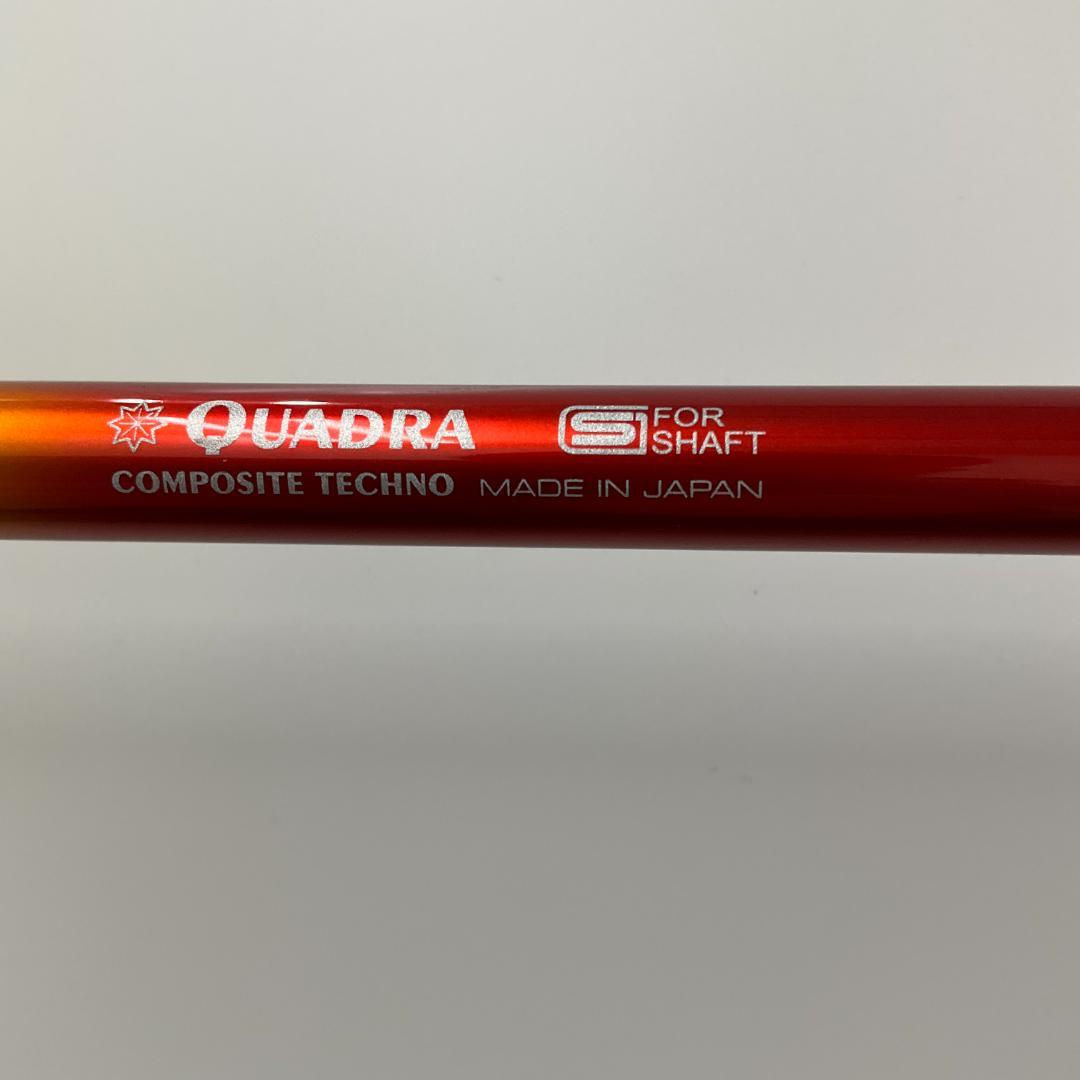 QUADRA
COMPOSITE TECHNO
S FOR
SHAFT
MADE IN JAPAN